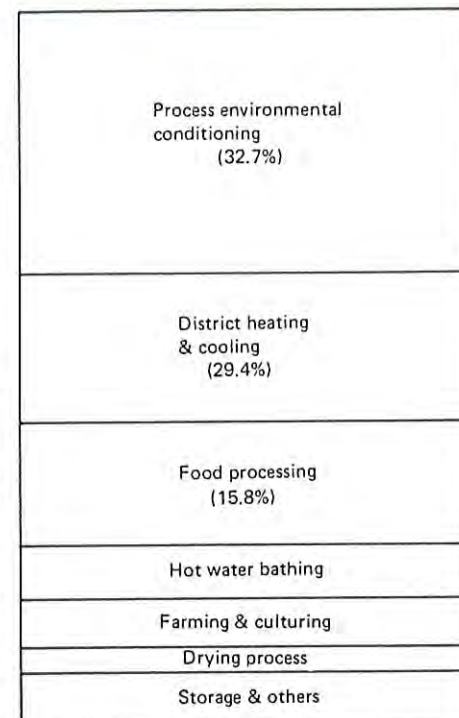 Process environmental
conditioning
(32.7%)
District heating
& cooling
(29.4%)
Food processing
(15.8%)
Hot water bathing
Farming & culturing
Drying process
Storage & others